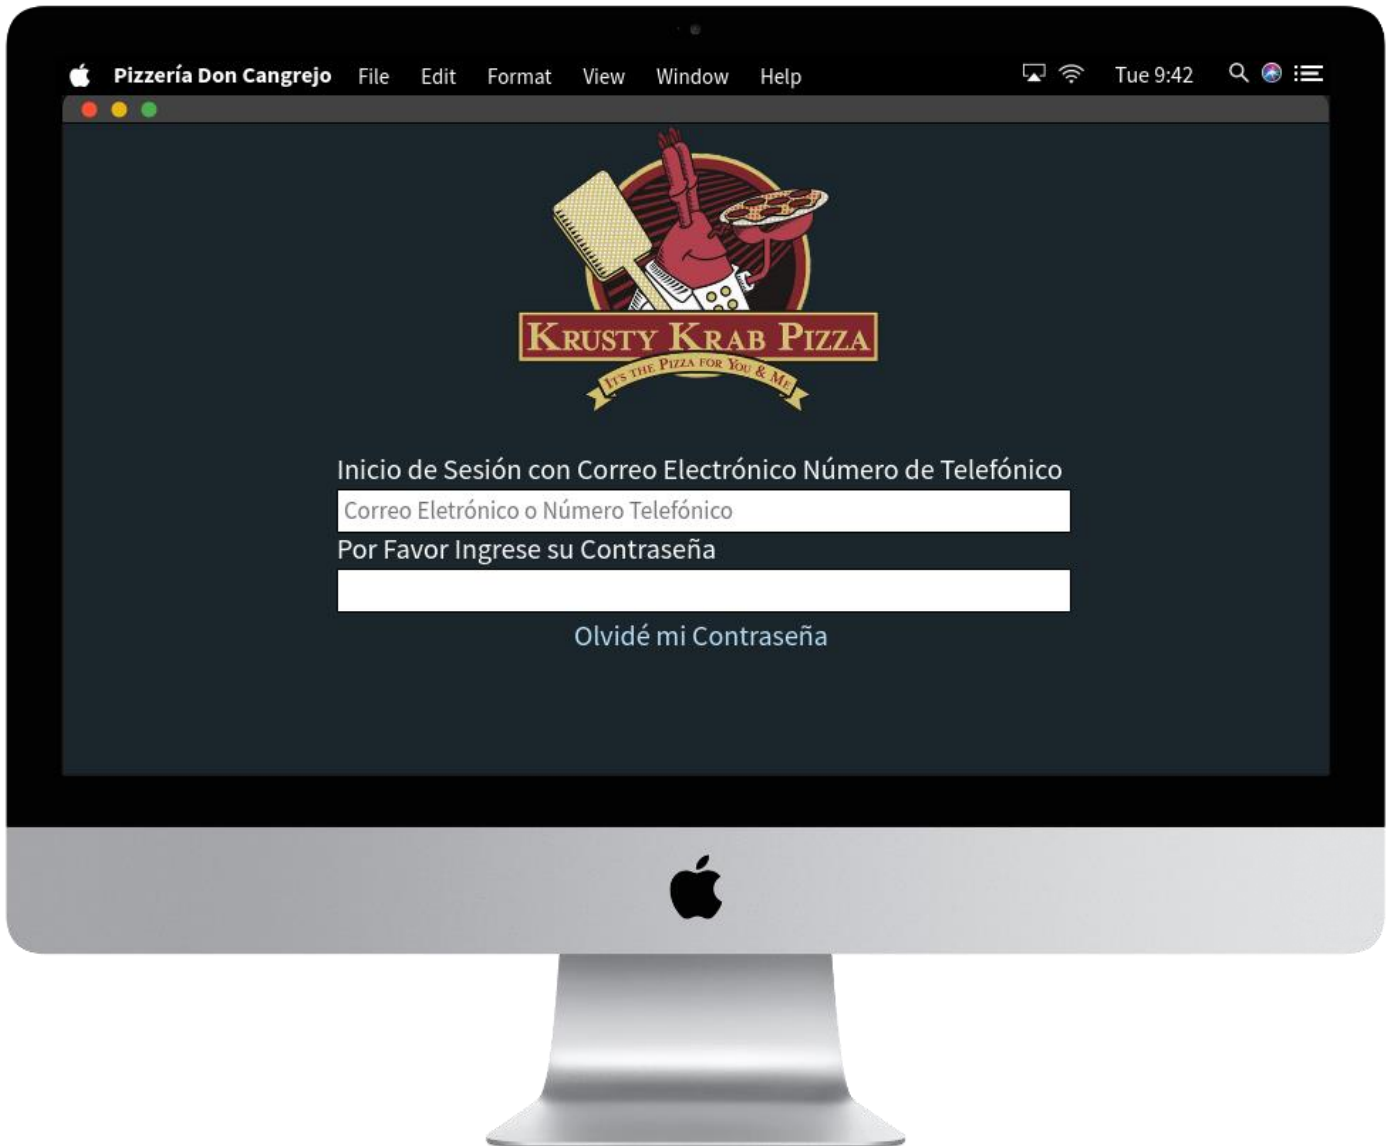 Pizzería Don Cangrejo File Edit Format View Window Help Tue 9:42
KRUSTY KRAB PIZZA
IT'S THE PIZZA FOR YOU & ME
Inicio de Sesión con Correo Electrónico Número de Telefónico
Correo Eletrónico o Número Telefónico
Por Favor Ingrese su Contraseña
Olvidé mi Contraseña